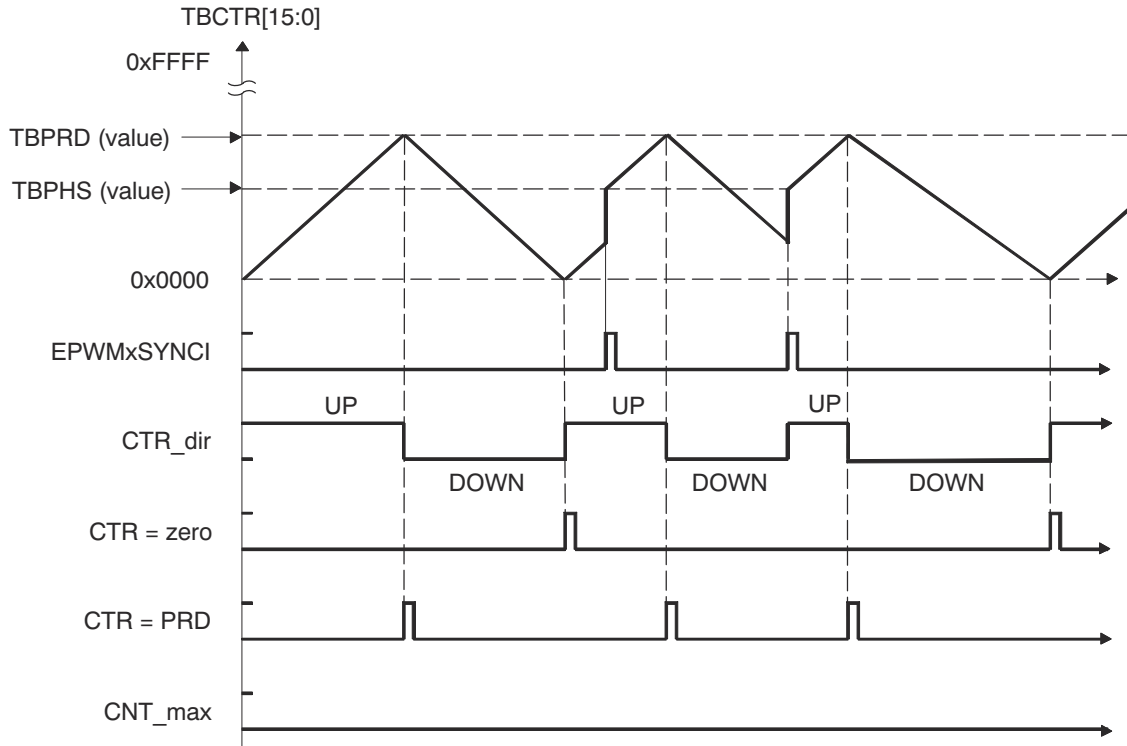 TBCTR[15:0]
0xFFFF
TBPRD (value)
TBPHS (value)
0x0000
EPWMxSYNCI
UP UP UP
CTR_dir
DOWN DOWN DOWN
CTR = zero
CTR = PRD
CNT_max